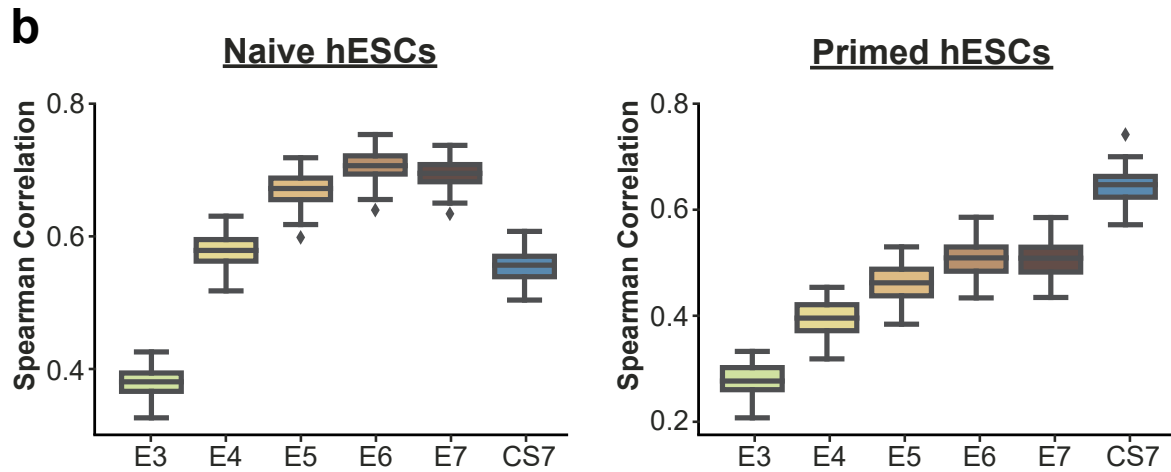 b
Naive hESCs
Spearman Correlation
0.8
0.6
0.4
E3 E4 E5 E6 E7 CS7
Primed hESCs
Spearman Correlation
0.8
0.6
0.4
0.2
E3 E4 E5 E6 E7 CS7